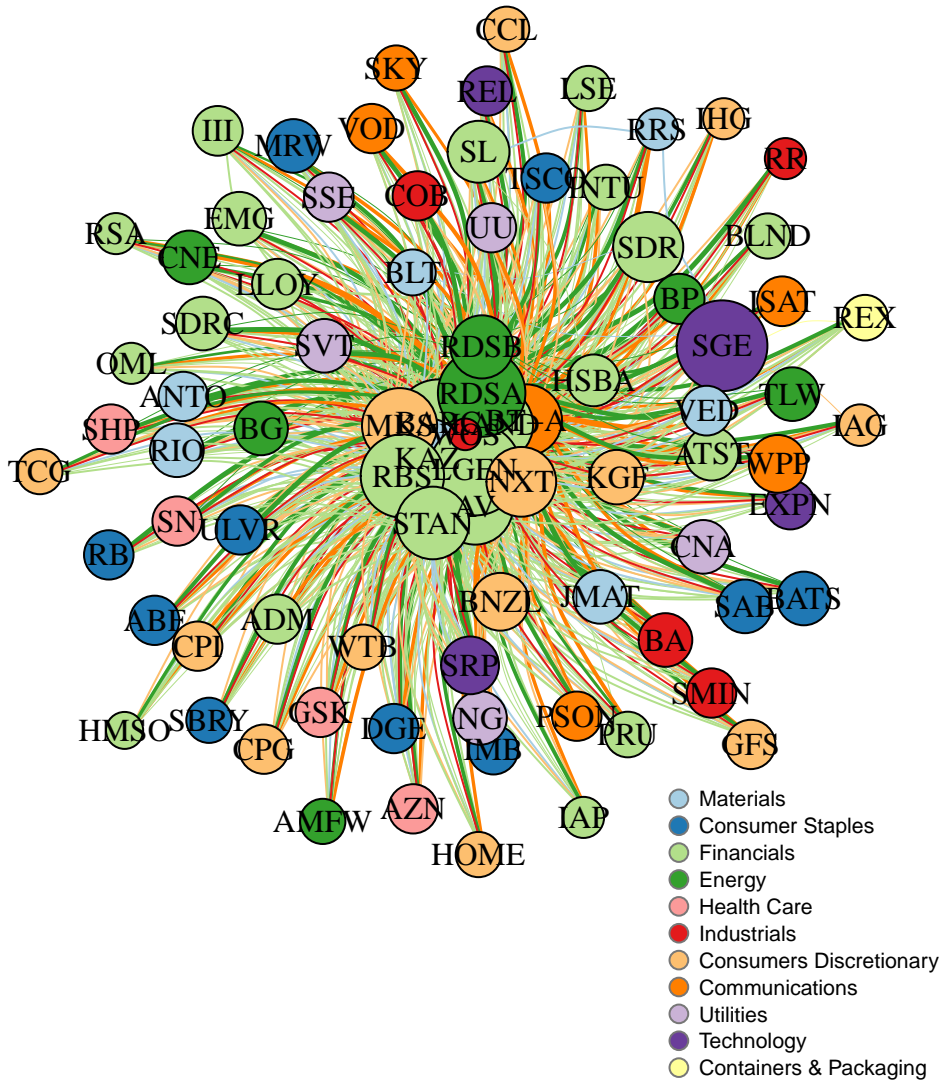 CCL
SKY
REL
LSE
III
MRW
VOD
SL
RRS
IHG
RR
TSCO
INTU
SSE
COB
RSA
EMG
UU
SDR
BLND
CNE
LLOY
BLT
BP
ISAT
REX
SDRC
SVT
RDSB
SGE
OML
ANTO
HSBA
RDSA
TLW
VED
SHP
BG
IAG
TCG
RIO
KAZ
ATST
WPP
RBS
LGEN
NXT
KGF
EXPN
SN
ULVR
STAN
AV
CNA
RB
ABF
ADM
BNZL
JMAT
SAB
BATS
CPI
WTB
SRP
BA
SMIN
HMSO
SBRY
GSK
DGE
NG
PSON
PRU
CPG
IMB
GFS
AMFW
AZN
IAP
HOME
Materials
Consumer Staples
Financials
Energy
Health Care
Industrials
Consumers Discretionary
Communications
Utilities
Technology
Containers & Packaging